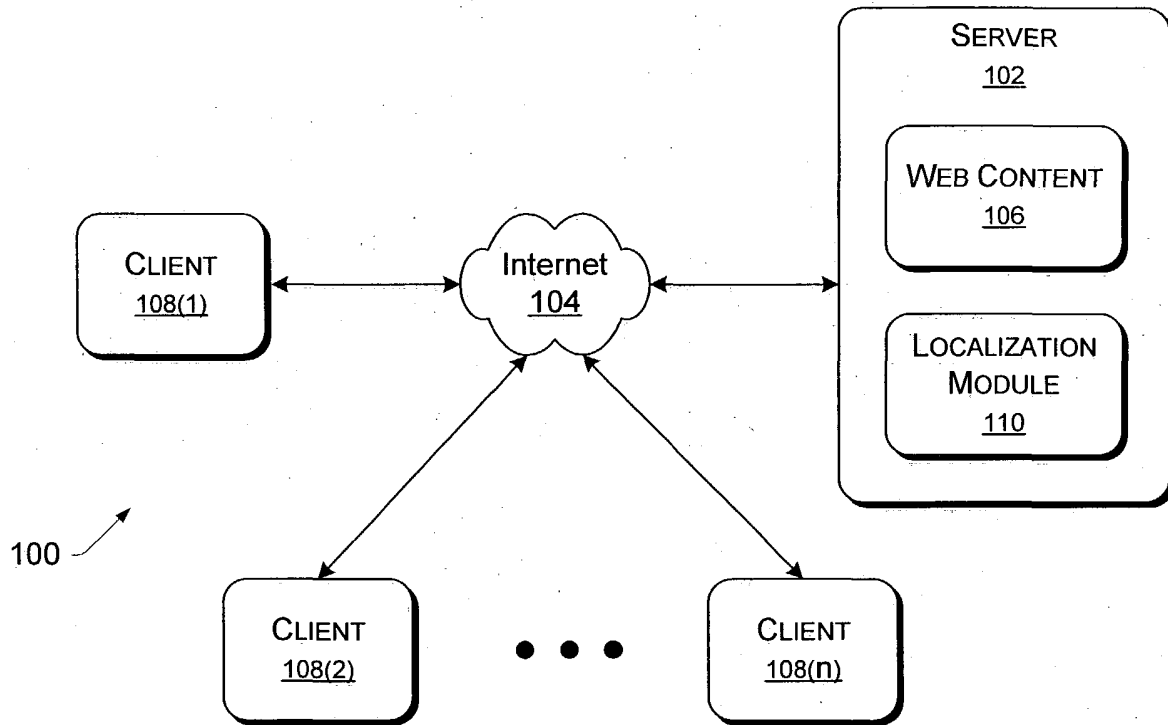 SERVER
102
WEB CONTENT
106
CLIENT
108(1)
Internet
104
LOCALIZATION
MODULE
110
100
CLIENT
108(2)
CLIENT
108(n)